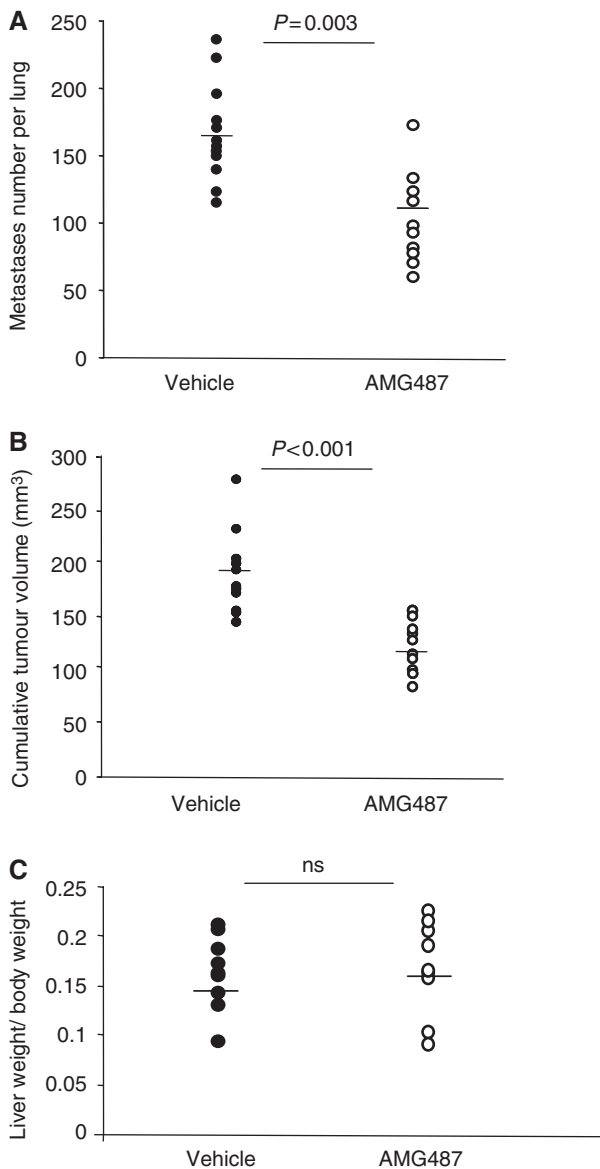 A
P=0.003
Metastases number per lung
250
200
150
100
50
0
Vehicle AMG487
B
P<0.001
Cumulative tumour volume (mm³)
300
250
200
150
100
50
0
Vehicle AMG487
C
ns
Liver weight/ body weight
0.25
0.2
0.15
0.1
0.05
0
Vehicle AMG487